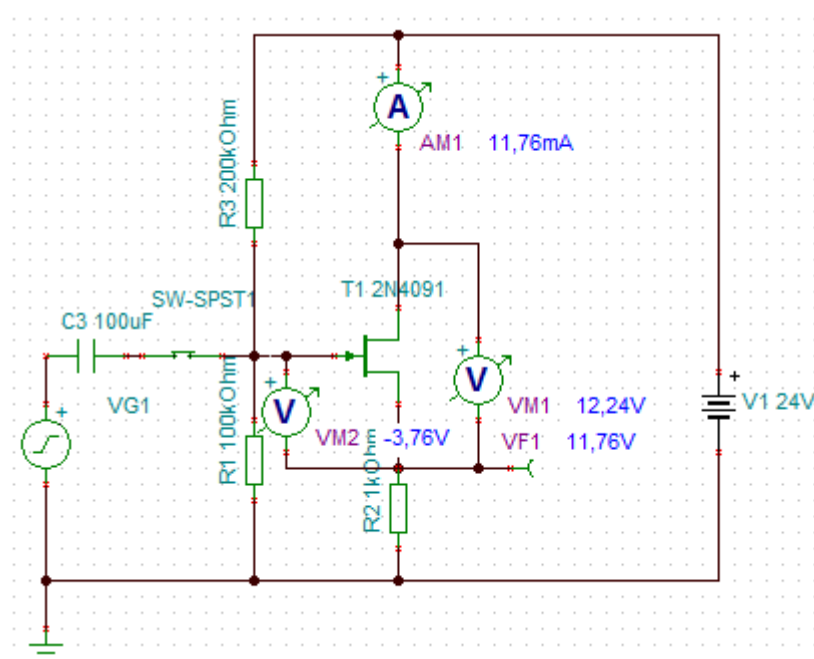 A
AM1 11,76mA
R3 200kOhm
T1 2N4091
SW-SPST1
C3 100uF
VG1
R1 100kOhm
V
VM2 -3,76V
V
VM1 12,24V
VF1 11,76V
V1 24V
R2 1kOhm